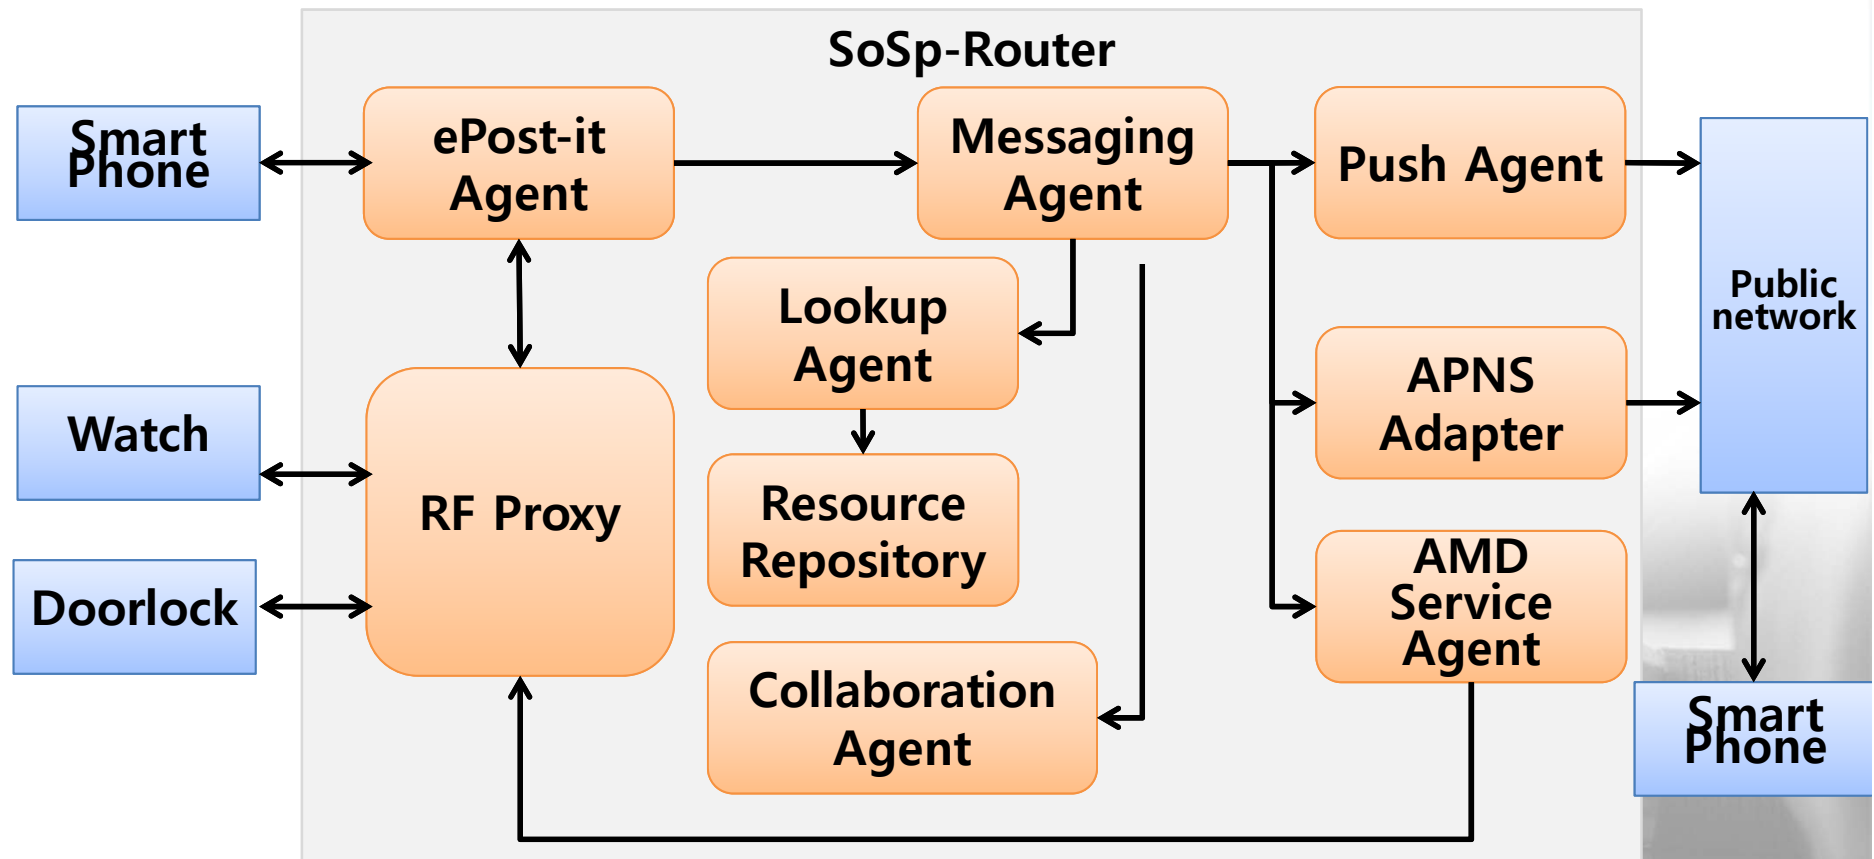 SoSp-Router
Smart
Phone
ePost-it
Agent
Messaging
Agent
Push Agent
Public
network
Lookup
Agent
APNS
Adapter
Watch
RF Proxy
Resource
Repository
AMD
Service
Agent
Doorlock
Collaboration
Agent
Smart
Phone